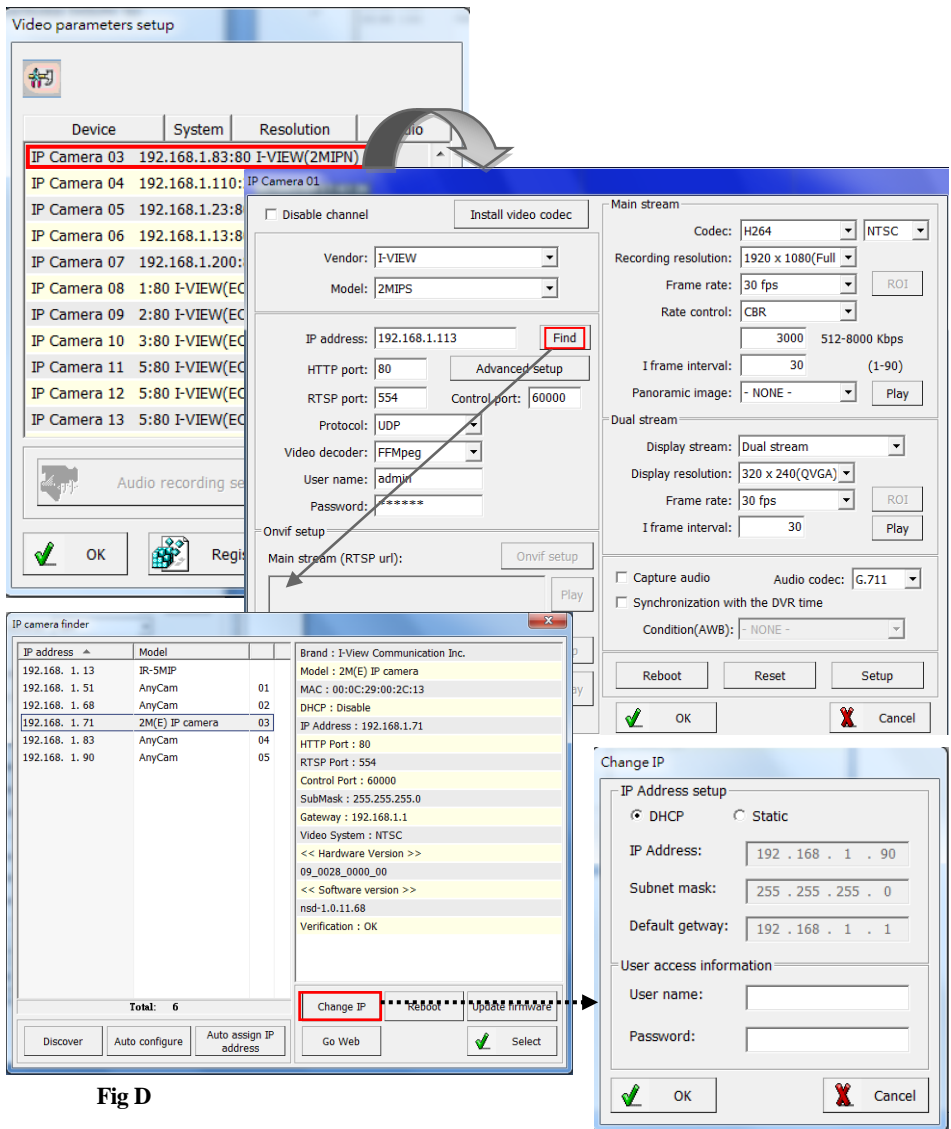 Video parameters setup
Device System Resolution
IP Camera 03 192.168.1.83:80 I-VIEW(2MIPN)
IP Camera 04 192.168.1.110:
IP Camera 05 192.168.1.23:8
IP Camera 06 192.168.1.13:8
IP Camera 07 192.168.1.200:
IP Camera 08 1:80 I-VIEW(EC
IP Camera 09 2:80 I-VIEW(EC
IP Camera 10 3:80 I-VIEW(EC
IP Camera 11 5:80 I-VIEW(EC
IP Camera 12 5:80 I-VIEW(EC
IP Camera 13 5:80 I-VIEW(EC
Audio recording se
OK
Regi
IP Camera 01
Disable channel
Install video codec
Vendor: I-VIEW
Model: 2MIPS
IP address: 192.168.1.113 Find
HTTP port: 80 Advanced setup
RTSP port: 554 Control port: 60000
Protocol: UDP
Video decoder: FFMpeg
User name: admin
Password: ******
Onvif setup
Main stream (RTSP url): Onvif setup
Play
Main stream
Codec: H264 NTSC
Recording resolution: 1920 x 1080(Full
Frame rate: 30 fps ROI
Rate control: CBR
3000 512-8000 Kbps
I frame interval: 30 (1-90)
Panoramic image: - NONE - Play
Dual stream
Display stream: Dual stream
Display resolution: 320 x 240(QVGA)
Frame rate: 30 fps ROI
I frame interval: 30 Play
Capture audio Audio codec: G.711
Synchronization with the DVR time
Condition(AWB): - NONE -
Reboot Reset Setup
OK Cancel
IP camera finder
IP address Model
192.168. 1. 13 IR-5MIP
192.168. 1. 51 AnyCam 01
192.168. 1. 68 AnyCam 02
192.168. 1. 71 2M(E) IP camera 03
192.168. 1. 83 AnyCam 04
192.168. 1. 90 AnyCam 05
Total: 6
Discover Auto configure Auto assign IP address
Brand : I-View Communication Inc.
Model : 2M(E) IP camera
MAC : 00:0C:29:00:2C:13
DHCP : Disable
IP Address : 192.168.1.71
HTTP Port : 80
RTSP Port : 554
Control Port : 60000
SubMask : 255.255.255.0
Gateway : 192.168.1.1
Video System : NTSC
<< Hardware Version >>
09_0028_0000_00
<< Software version >>
nsd-1.0.11.68
Verification : OK
Change IP Reboot Update firmware
Go Web Select
Change IP
IP Address setup
DHCP Static
IP Address: 192 . 168 . 1 . 90
Subnet mask: 255 . 255 . 255 . 0
Default getway: 192 . 168 . 1 . 1
User access information
User name:
Password:
OK Cancel
Fig D